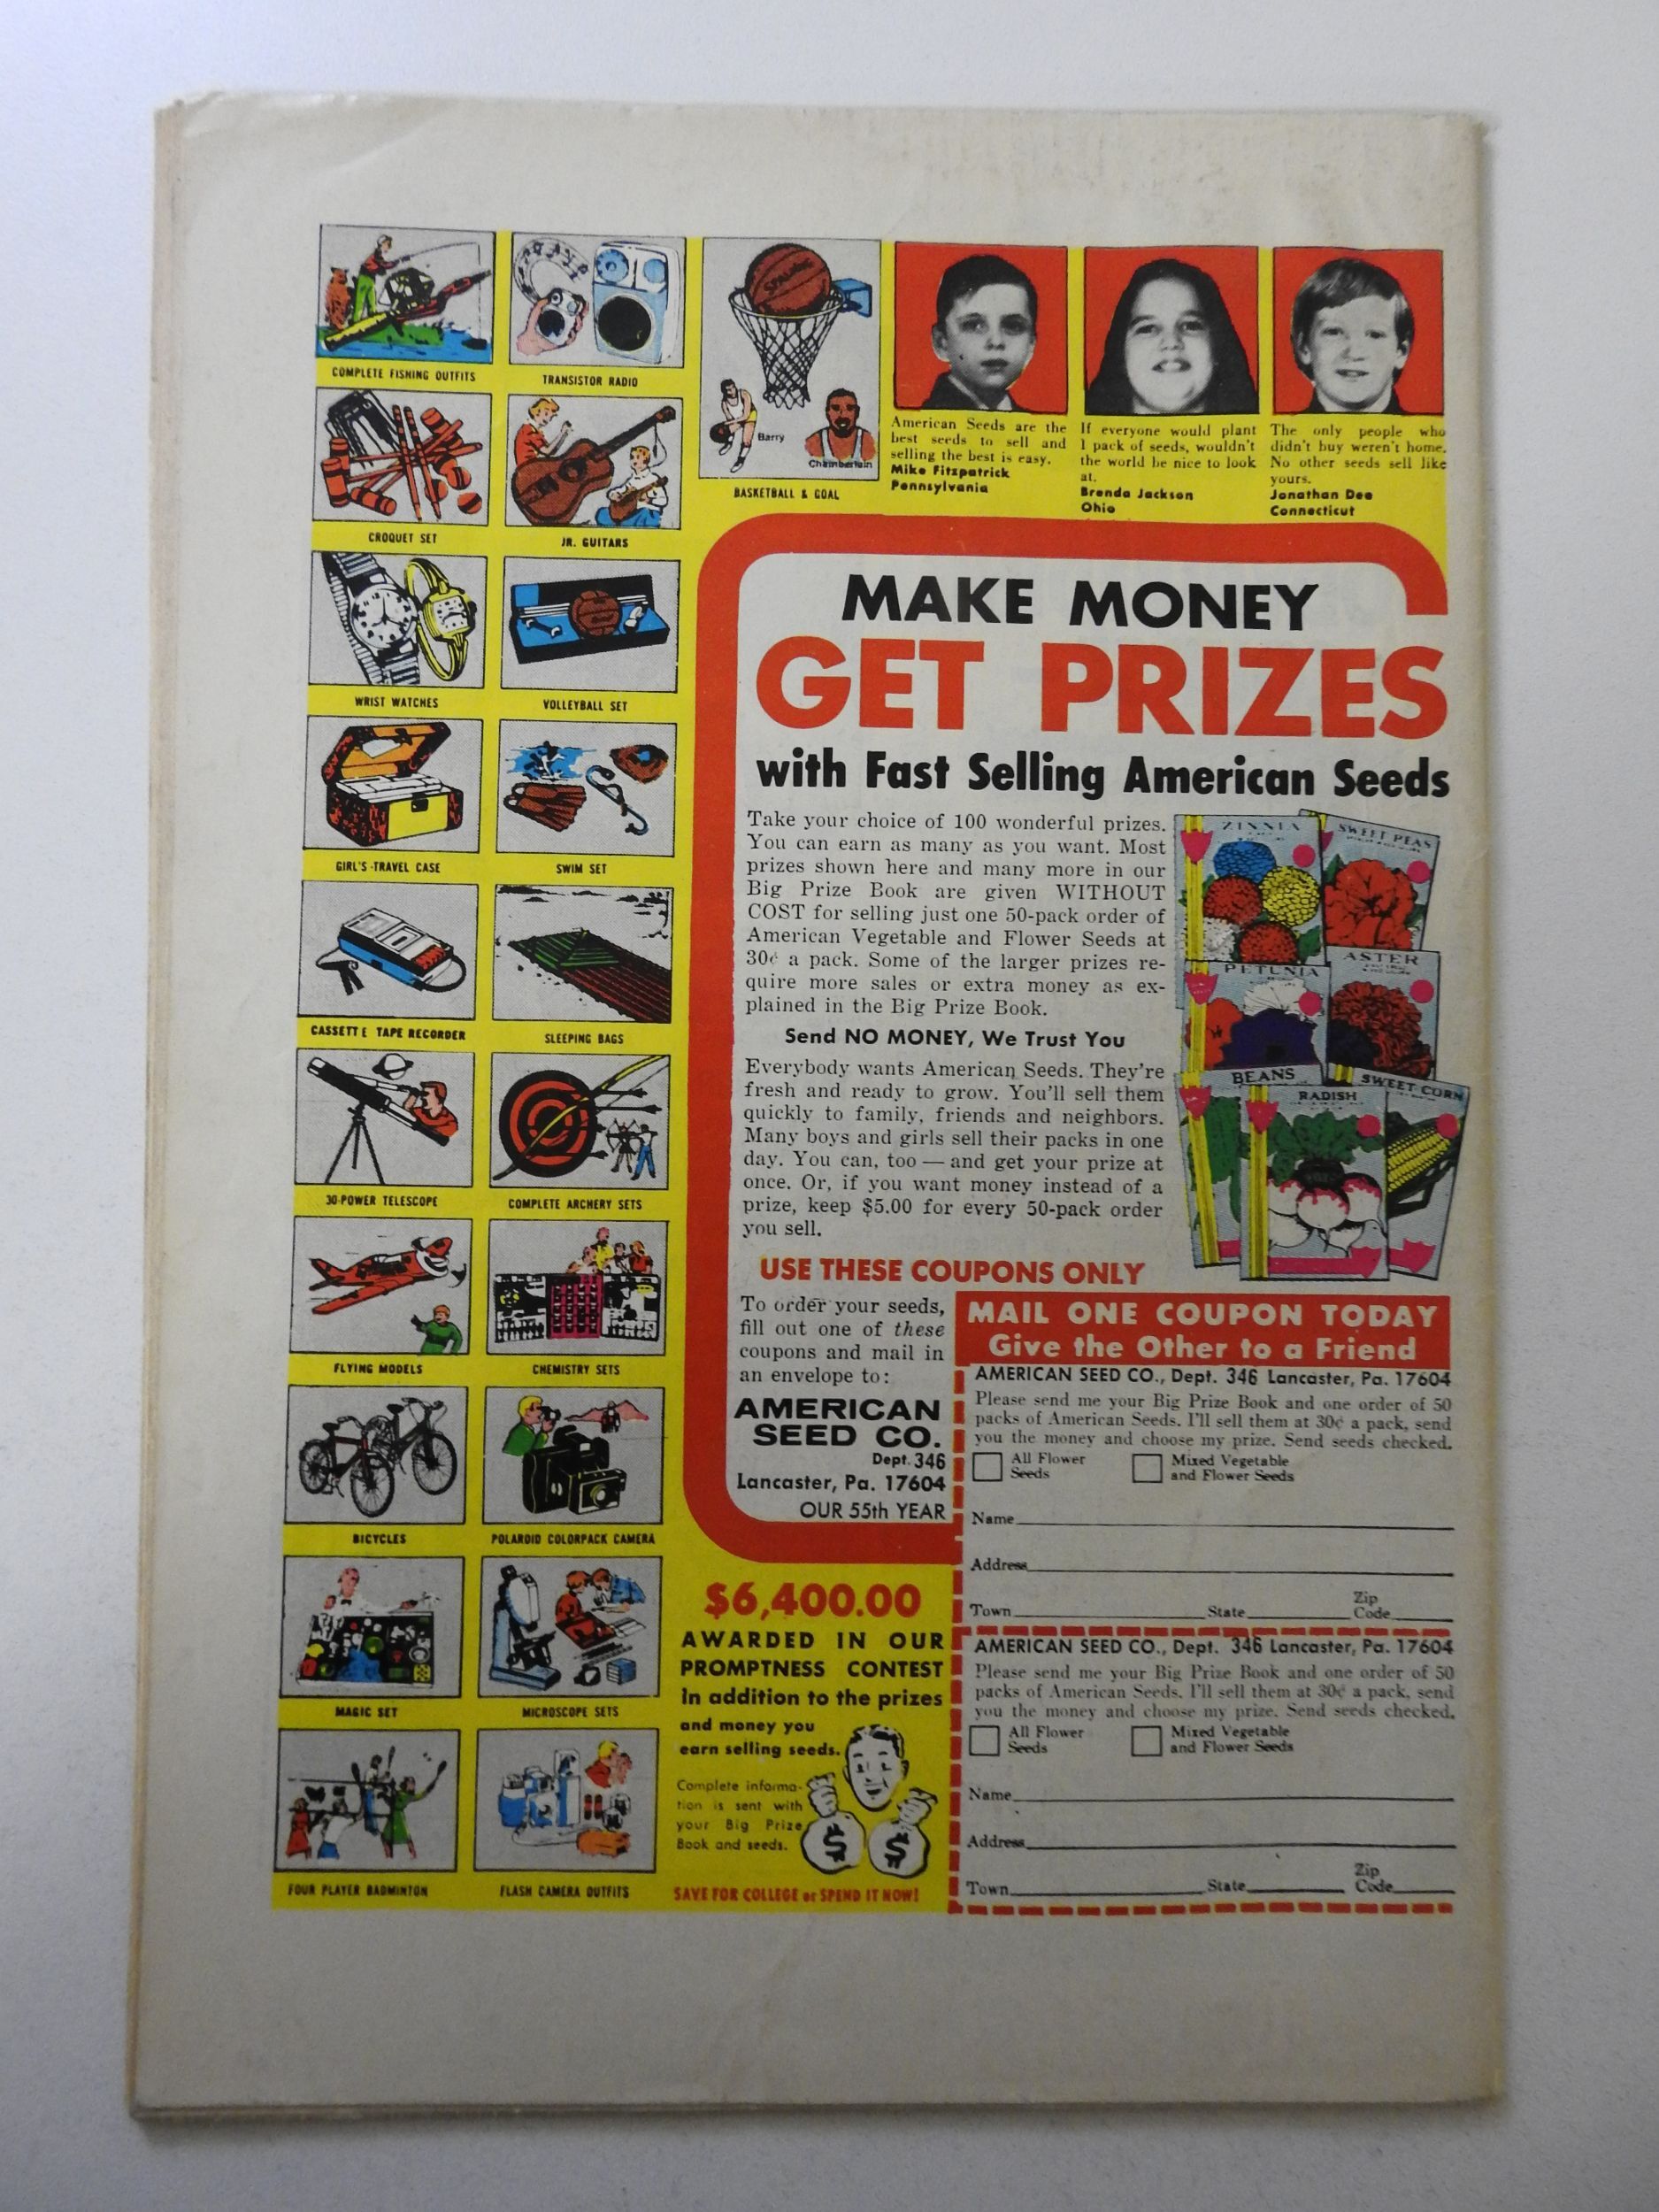 COMPLETE FISHING OUTFITS
TRANSISTOR RADIO
SPALDING
Barry
Chamberlain
BASKETBALL & GOAL
CROQUET SET
JR. GUITARS
WRIST WATCHES
VOLLEYBALL SET
GIRL'S TRAVEL CASE
SWIM SET
CASSETTE TAPE RECORDER
SLEEPING BAGS
30-POWER TELESCOPE
COMPLETE ARCHERY SETS
FLYING MODELS
CHEMISTRY SETS
BICYCLES
POLAROID COLORPACK CAMERA
MAGIC SET
MICROSCOPE SETS
FOUR PLAYER BADMINTON
FLASH CAMERA OUTFITS
American Seeds are the
best seeds to sell and
selling the best is easy.
Mike Fitzpatrick
Pennsylvania
If everyone would plant
1 pack of seeds, wouldn't
the world be nice to look
at.
Brenda Jackson
Ohio
The only people who
didn't buy weren't home.
No other seeds sell like
yours.
Jonathan Dee
Connecticut
MAKE MONEY
GET PRIZES
with Fast Selling American Seeds
Take your choice of 100 wonderful prizes.
You can earn as many as you want. Most
prizes shown here and many more in our
Big Prize Book are given WITHOUT
COST for selling just one 50-pack order of
American Vegetable and Flower Seeds at
30¢ a pack. Some of the larger prizes re-
quire more sales or extra money as ex-
plained in the Big Prize Book.
Send NO MONEY, We Trust You
Everybody wants American Seeds. They're
fresh and ready to grow. You'll sell them
quickly to family, friends and neighbors.
Many boys and girls sell their packs in one
day. You can, too — and get your prize at
once. Or, if you want money instead of a
prize, keep $5.00 for every 50-pack order
you sell.
ZINNIA
SWEET PEAS
PETUNIA
ASTER
BEANS
RADISH
SWEET CORN
USE THESE COUPONS ONLY
To order your seeds,
fill out one of these
coupons and mail in
an envelope to:
AMERICAN
SEED CO.
Dept. 346
Lancaster, Pa. 17604
OUR 55th YEAR
MAIL ONE COUPON TODAY
Give the Other to a Friend
AMERICAN SEED CO., Dept. 346 Lancaster, Pa. 17604
Please send me your Big Prize Book and one order of 50
packs of American Seeds. I'll sell them at 30¢ a pack, send
you the money and choose my prize. Send seeds checked.
All Flower
Seeds
Mixed Vegetable
and Flower Seeds
Name
Address
Zip
Town State Code
AMERICAN SEED CO., Dept. 346 Lancaster, Pa. 17604
Please send me your Big Prize Book and one order of 50
packs of American Seeds. I'll sell them at 30¢ a pack, send
you the money and choose my prize. Send seeds checked.
All Flower
Seeds
Mixed Vegetable
and Flower Seeds
Name
Address
Zip
Town State Code
$6,400.00
AWARDED IN OUR
PROMPTNESS CONTEST
In addition to the prizes
and money you
earn selling seeds.
Complete informa-
tion is sent with
your Big Prize
Book and seeds.
$ $
SAVE FOR COLLEGE or SPEND IT NOW!